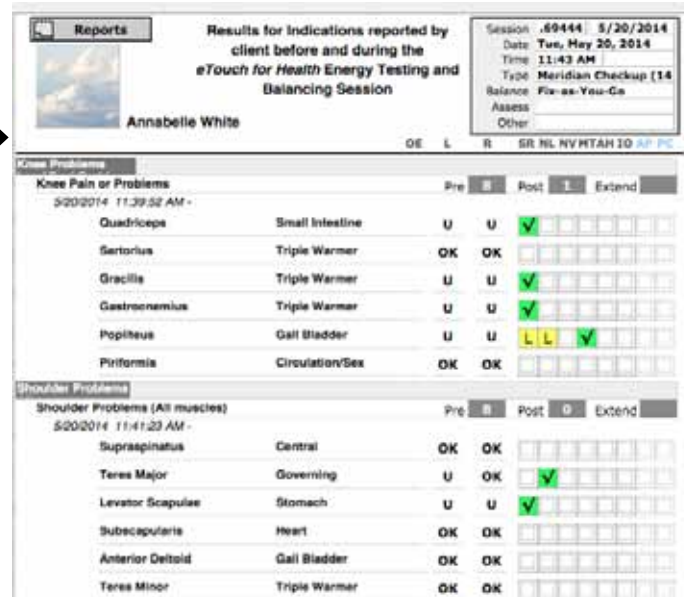 Reports
Results for Indications reported by
client before and during the
eTouch for Health Energy Testing and
Balancing Session
Annabelle White
Session .69444 5/20/2014
Date Tue, May 20, 2014
Time 11:43 AM
Type Meridian Checkup (14
Balance Fix-as-You-Go
Assess
Other
OE L R SR NL NV MTAH IO AP PC
Knee Problems
Knee Pain or Problems Pre 8 Post 1 Extend
5/20/2014 11:39:52 AM -
Quadriceps Small Intestine U U √
Sartorius Triple Warmer OK OK
Gracilis Triple Warmer U U √
Gastrocnemius Triple Warmer U U √
Popliteus Gall Bladder U U L L √
Piriformis Circulation/Sex OK OK
Shoulder Problems
Shoulder Problems (All muscles) Pre 8 Post 0 Extend
5/20/2014 11:41:23 AM -
Supraspinatus Central OK OK
Teres Major Governing U OK √
Levator Scapulae Stomach U U √
Subscapularis Heart OK OK
Anterior Deltoid Gall Bladder OK OK
Teres Minor Triple Warmer OK OK